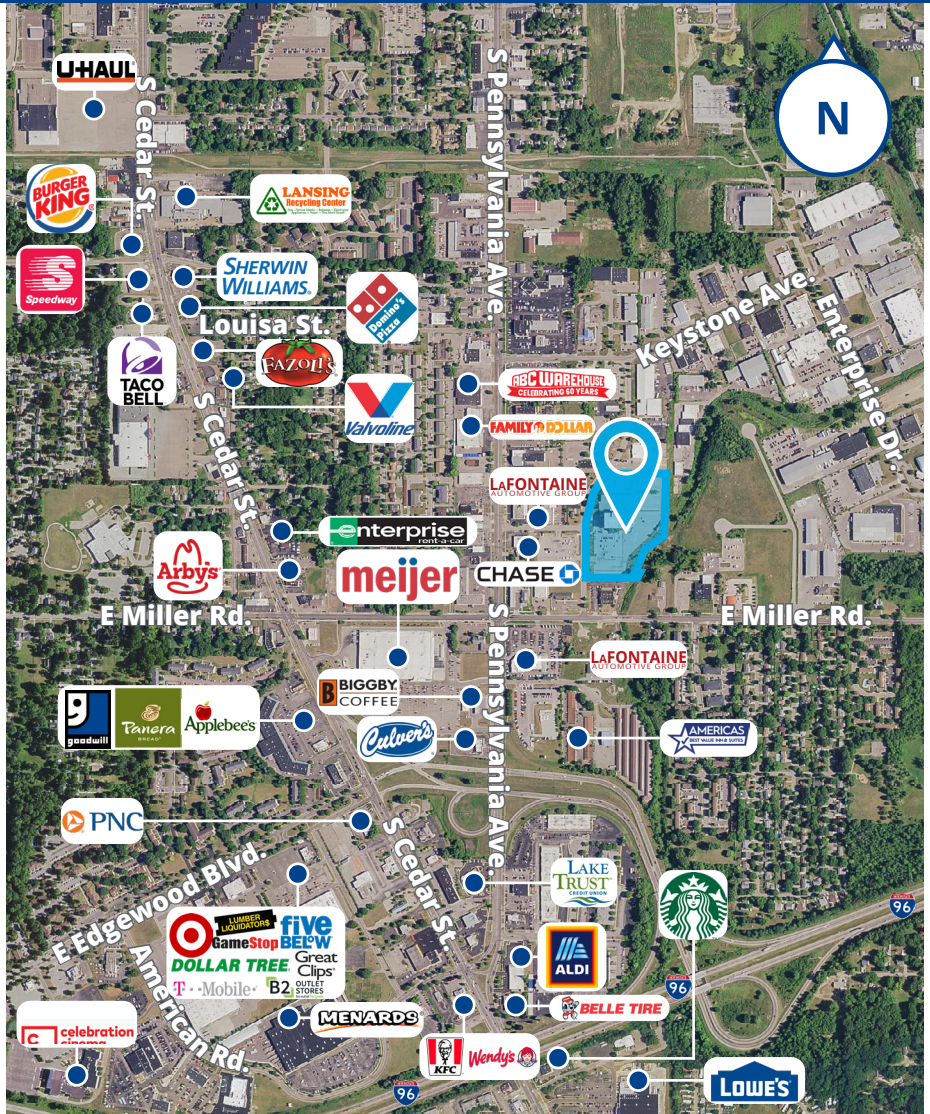 N
U-HAUL
S Cedar St.
S Pennsylvania Ave.
BURGER
KING
LANSING
Recycling Center
Speedway
SHERWIN
WILLIAMS.
Domino's
Pizza
Louisa St.
Keystone Ave.
Enterprise Dr.
TACO
BELL
FAZOLI'S
Valvoline
ABC WAREHOUSE
CELEBRATING 60 YEARS
FAMILY DOLLAR
S Cedar St.
LAFONTAINE
AUTOMOTIVE GROUP
enterprise
rent-a-car
Arby's
meijer
CHASE
E Miller Rd.
E Miller Rd.
S Pennsylvania Ave.
LAFONTAINE
AUTOMOTIVE GROUP
B BIGGBY
COFFEE
g
goodwill
Panera
BREAD
Applebee's
Culver's
AMERICAS
BEST VALUE INN & SUITES
PNC
S Cedar St.
E Edgewood Blvd.
LAKE
TRUST
CREDIT UNION
96
LUMBER
LIQUIDATORS
GameStop
five
BELOW
DOLLAR TREE
Great
Clips
T Mobile
B2 OUTLET
STORES
ALDI
96
American Rd.
MENARDS
BELLE TIRE
C celebration
cinema
KFC
Wendy's
96
LOWE'S